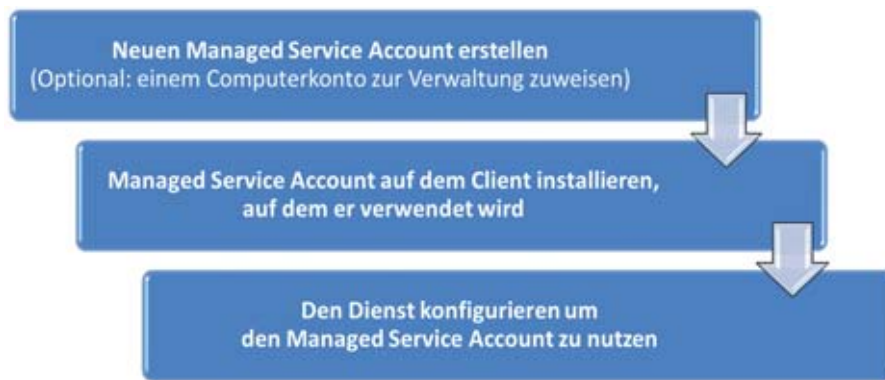 Neuen Managed Service Account erstellen
(Optional: einem Computerkonto zur Verwaltung zuweisen)
Managed Service Account auf dem Client installieren,
auf dem er verwendet wird
Den Dienst konfigurieren um
den Managed Service Account zu nutzen